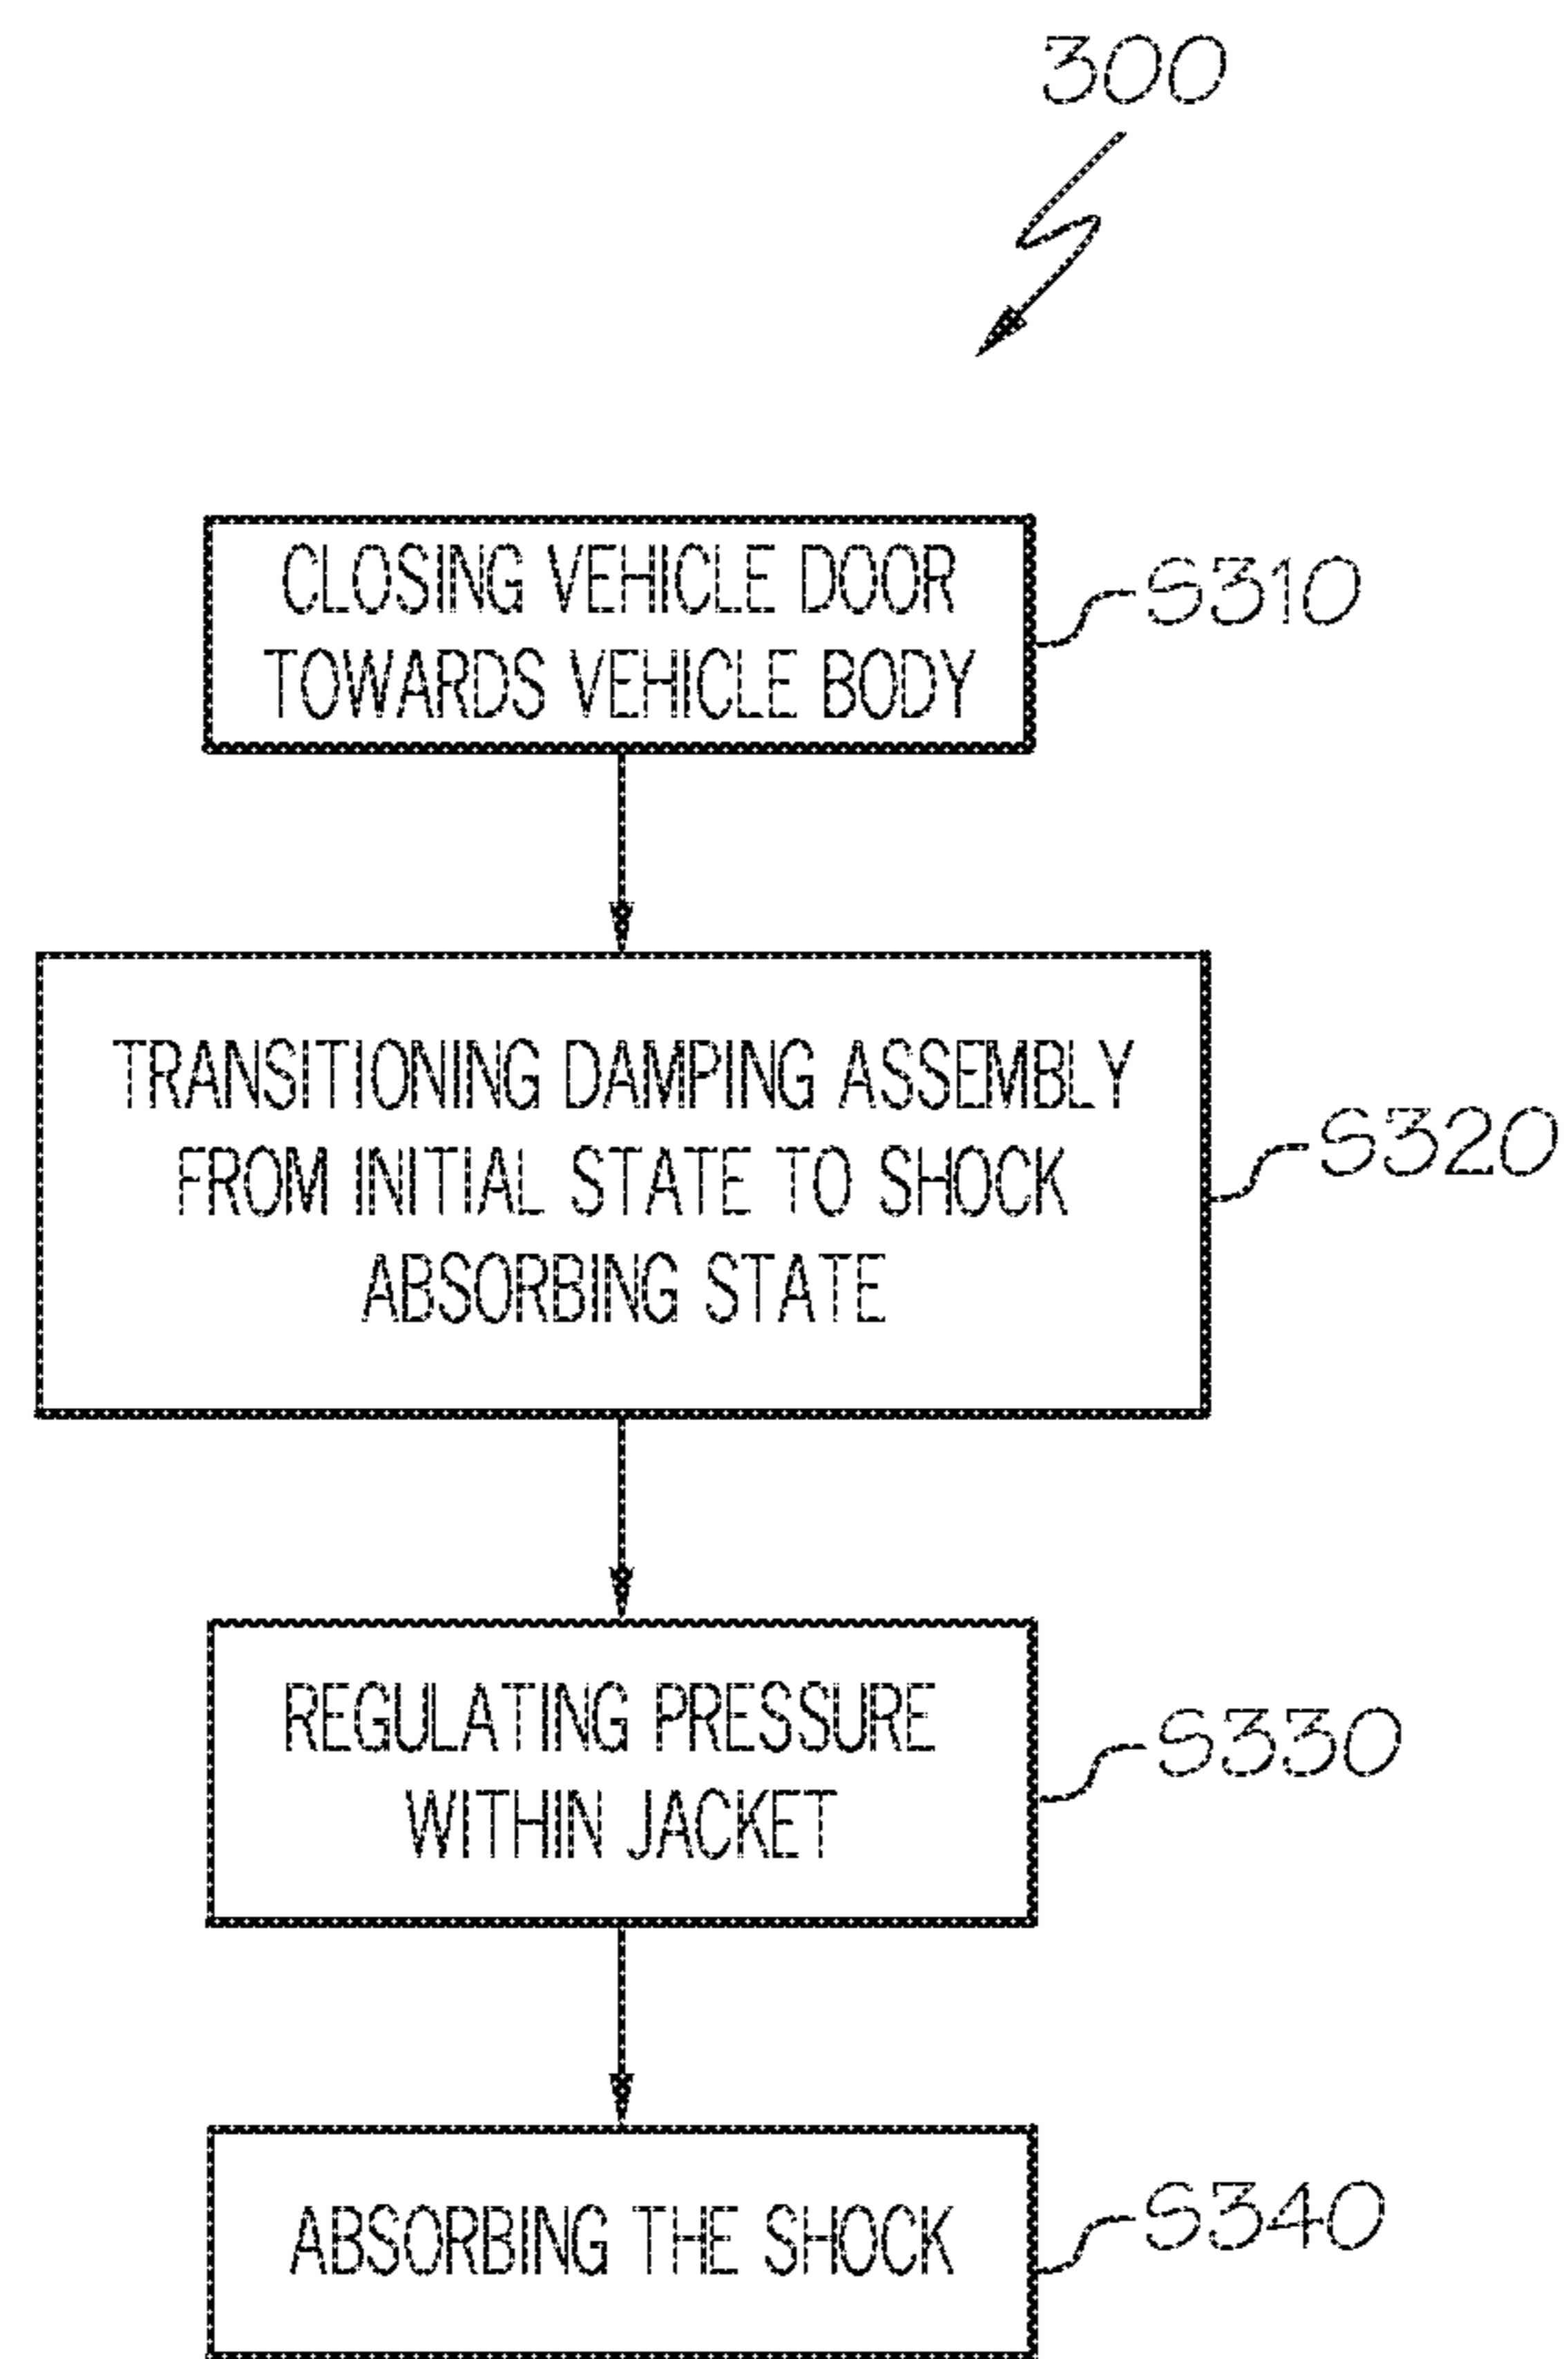 300
CLOSING VEHICLE DOOR
TOWARDS VEHICLE BODY
S310
TRANSITIONING DAMPING ASSEMBLY
FROM INITIAL STATE TO SHOCK
ABSORBING STATE
S320
REGULATING PRESSURE
WITHIN JACKET
S330
ABSORBING THE SHOCK
S340